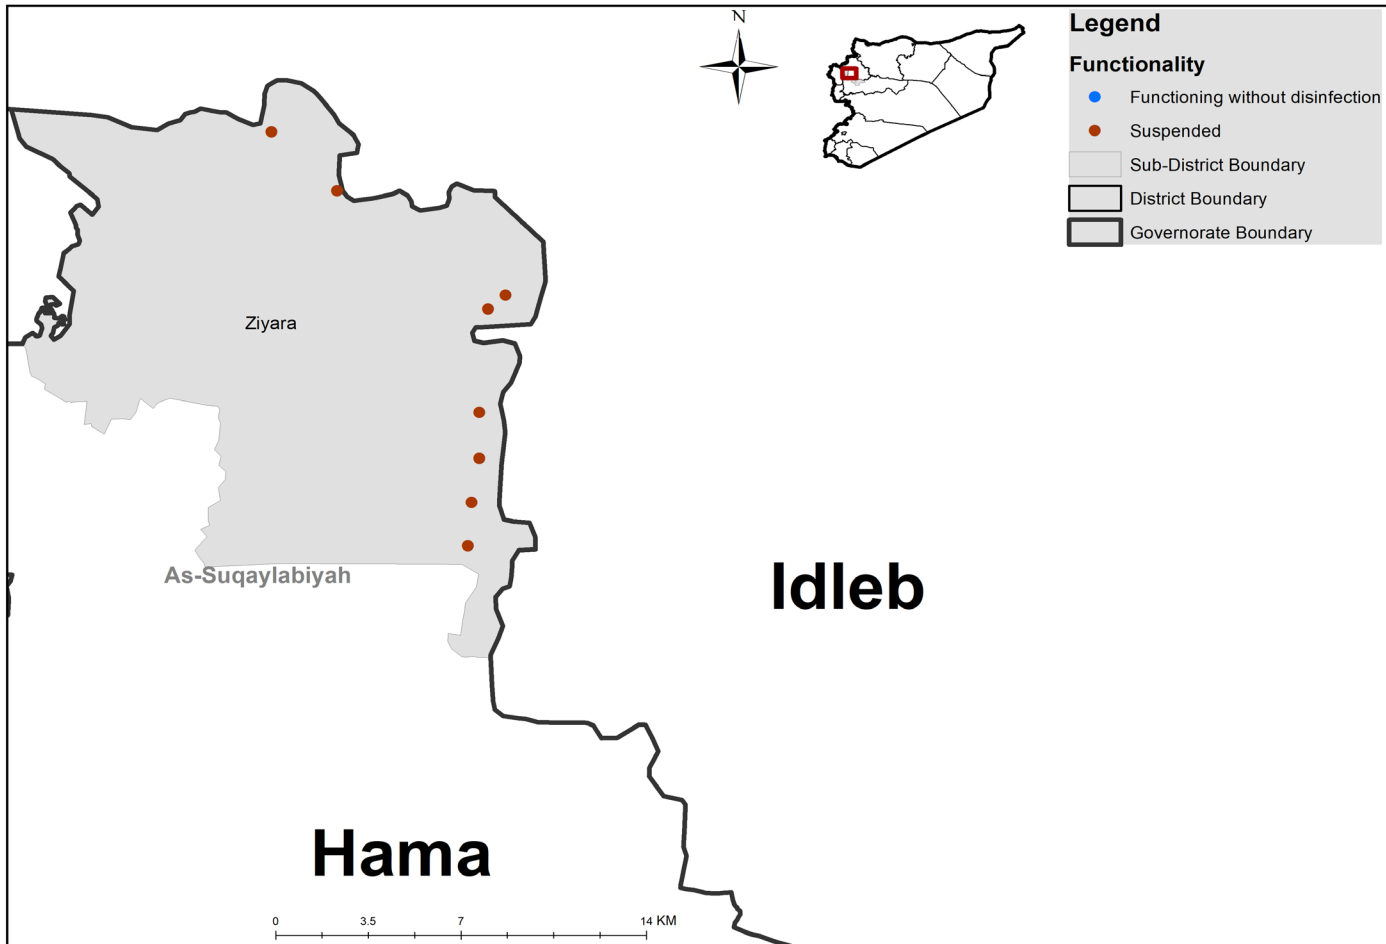 N
Legend
Functionality
Functioning without disinfection
Suspended
Sub-District Boundary
District Boundary
Governorate Boundary
Ziyara
As-Suqaylabiyah
Idleb
Hama
0 3.5 7 14 KM